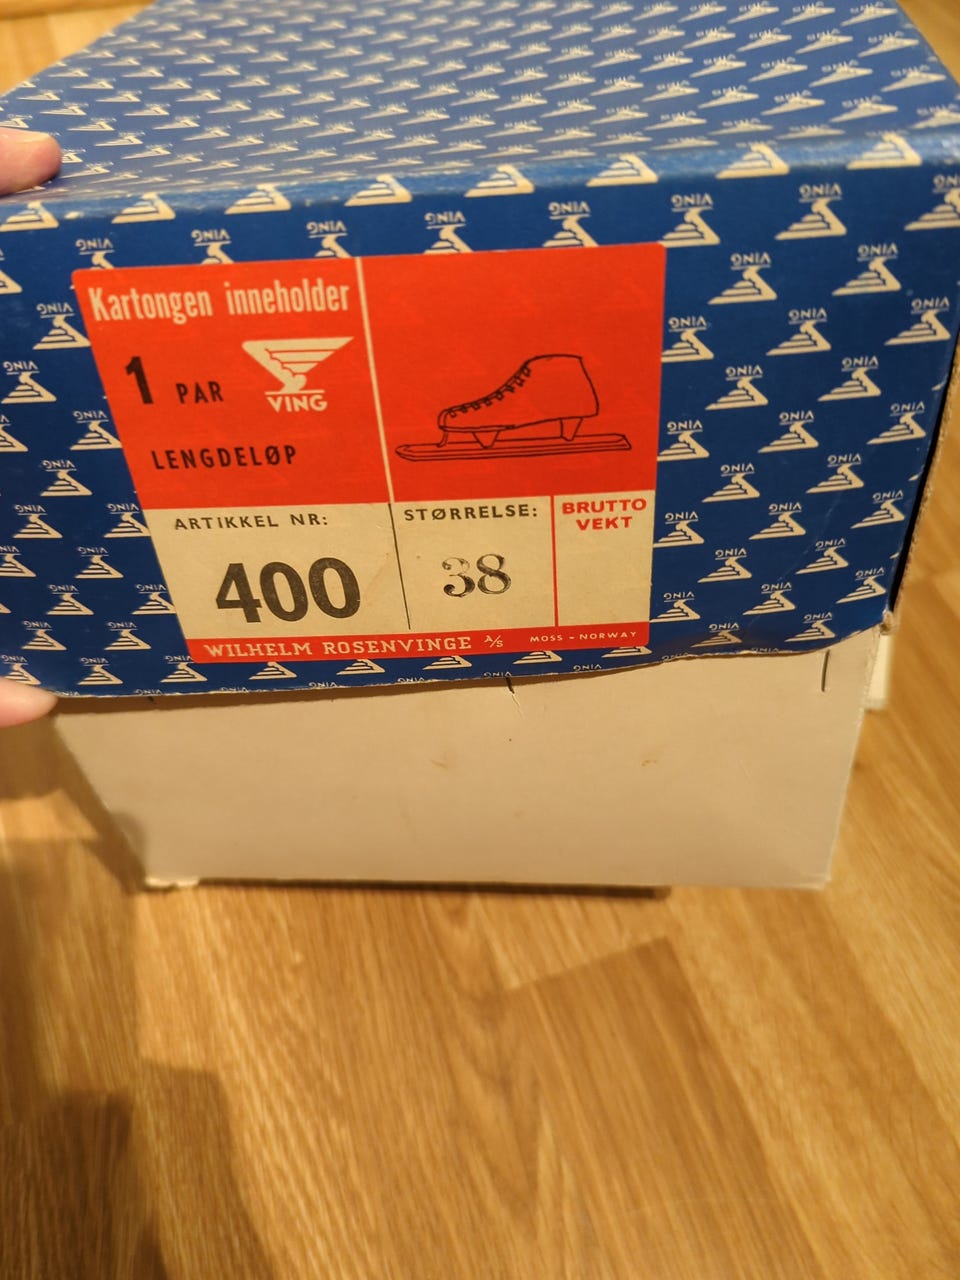 Kartongen inneholder
1 PAR
VING
LENGDELØP
ARTIKKEL NR:
400
STØRRELSE:
38
BRUTTO
VEKT
WILHELM ROSENVINGE A/S MOSS - NORWAY